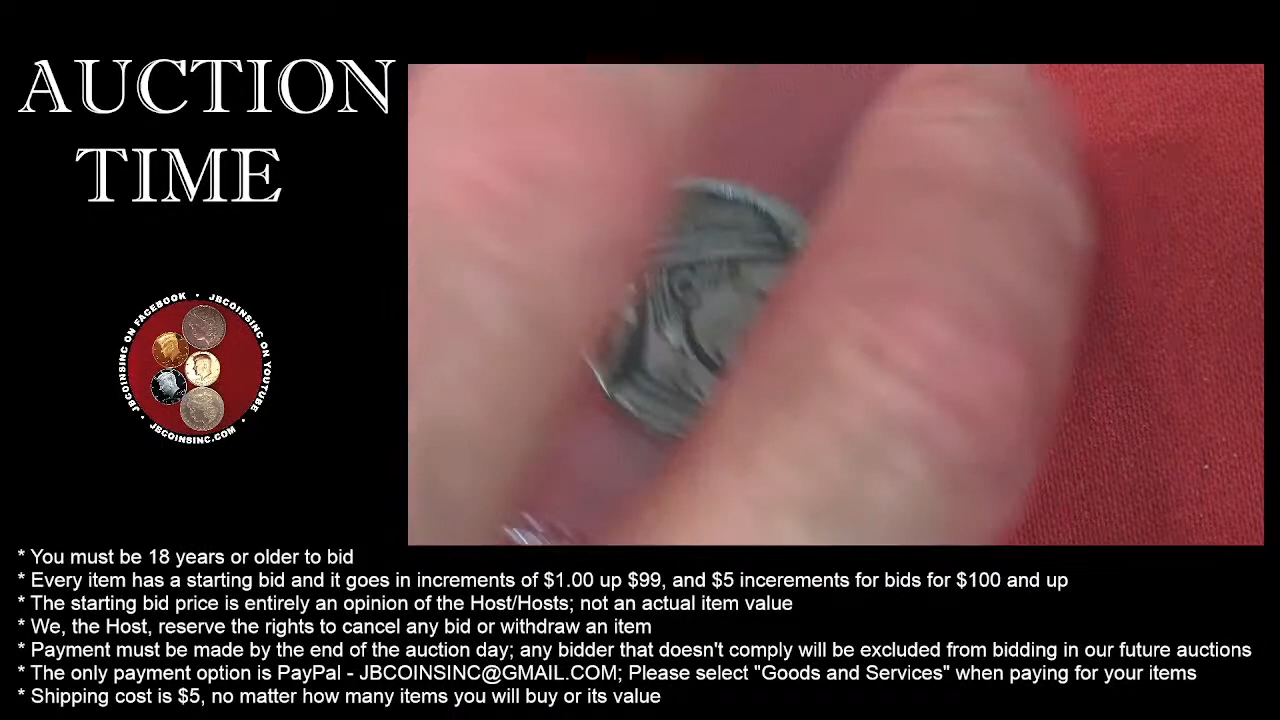 AUCTION
TIME
JBCOINSINC ON FACEBOOK • JBCOINSINC ON YOUTUBE • JBCOINSINC.COM •
* You must be 18 years or older to bid
* Every item has a starting bid and it goes in increments of $1.00 up $99, and $5 incerements for bids for $100 and up
* The starting bid price is entirely an opinion of the Host/Hosts; not an actual item value
* We, the Host, reserve the rights to cancel any bid or withdraw an item
* Payment must be made by the end of the auction day; any bidder that doesn't comply will be excluded from bidding in our future auctions
* The only payment option is PayPal - JBCOINSINC@GMAIL.COM; Please select "Goods and Services" when paying for your items
* Shipping cost is $5, no matter how many items you will buy or its value